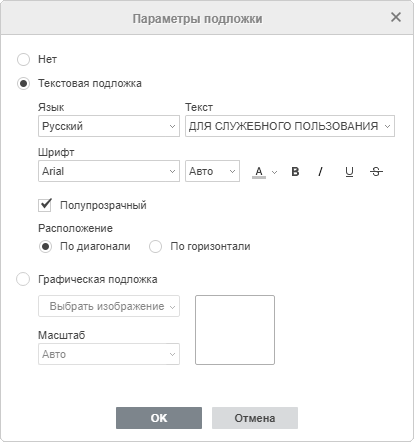 Параметры подложки
Нет
Текстовая подложка
Язык Текст
Русский ДЛЯ СЛУЖЕБНОГО ПОЛЬЗОВАНИЯ
Шрифт
Arial Авто A B I U S
Полупрозрачный
Расположение
По диагонали По горизонтали
Графическая подложка
Выбрать изображение
Масштаб
Авто
OK Отмена